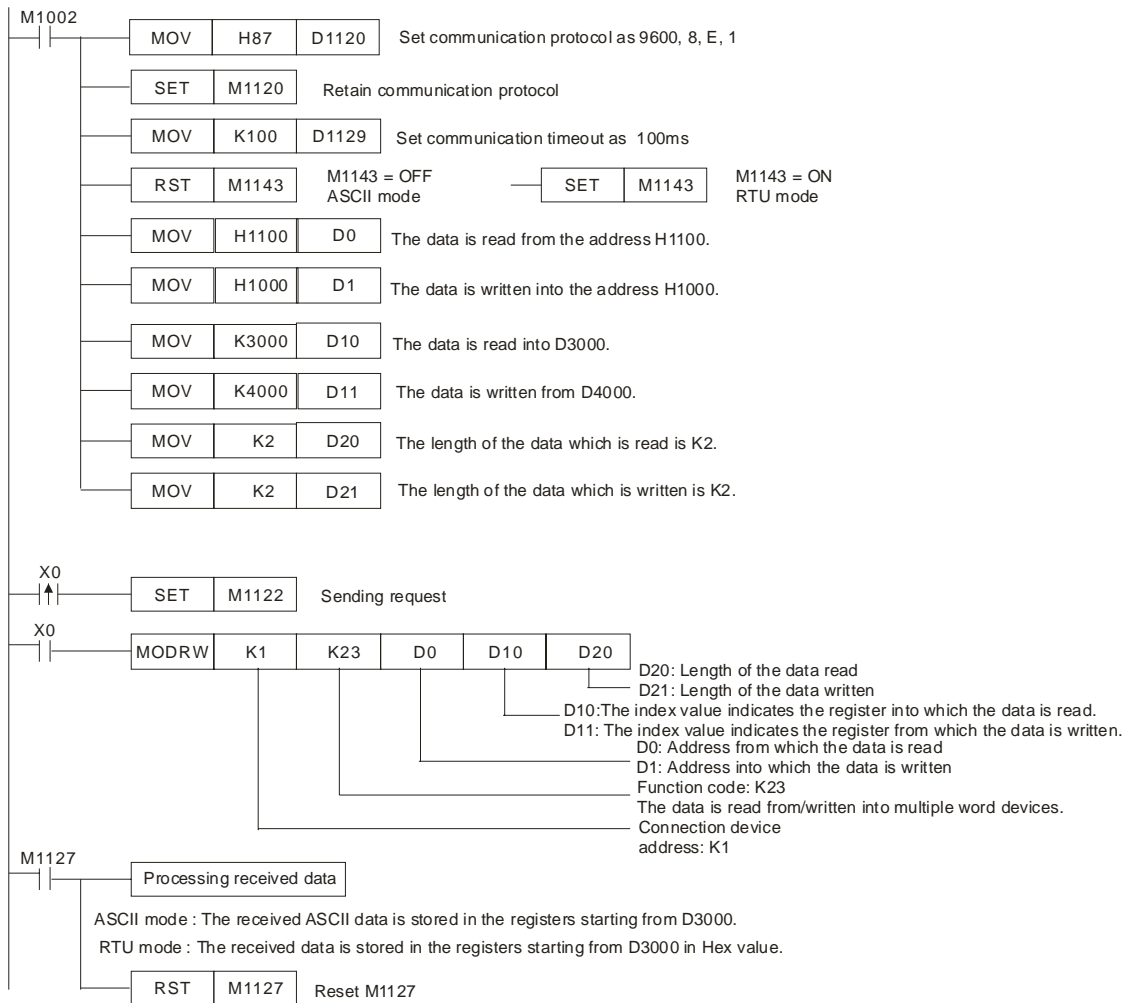 M1002
MOV H87 D1120 Set communication protocol as 9600, 8, E, 1
SET M1120 Retain communication protocol
MOV K100 D1129 Set communication timeout as 100ms
RST M1143 M1143 = OFF
ASCII mode
SET M1143 M1143 = ON
RTU mode
MOV H1100 D0 The data is read from the address H1100.
MOV H1000 D1 The data is written into the address H1000.
MOV K3000 D10 The data is read into D3000.
MOV K4000 D11 The data is written from D4000.
MOV K2 D20 The length of the data which is read is K2.
MOV K2 D21 The length of the data which is written is K2.
X0
SET M1122 Sending request
X0
MODRW K1 K23 D0 D10 D20
D20: Length of the data read
D21: Length of the data written
D10:The index value indicates the register into which the data is read.
D11: The index value indicates the register from which the data is written.
D0: Address from which the data is read
D1: Address into which the data is written
Function code: K23
The data is read from/written into multiple word devices.
Connection device
address: K1
M1127
Processing received data
ASCII mode : The received ASCII data is stored in the registers starting from D3000.
RTU mode : The received data is stored in the registers starting from D3000 in Hex value.
RST M1127 Reset M1127